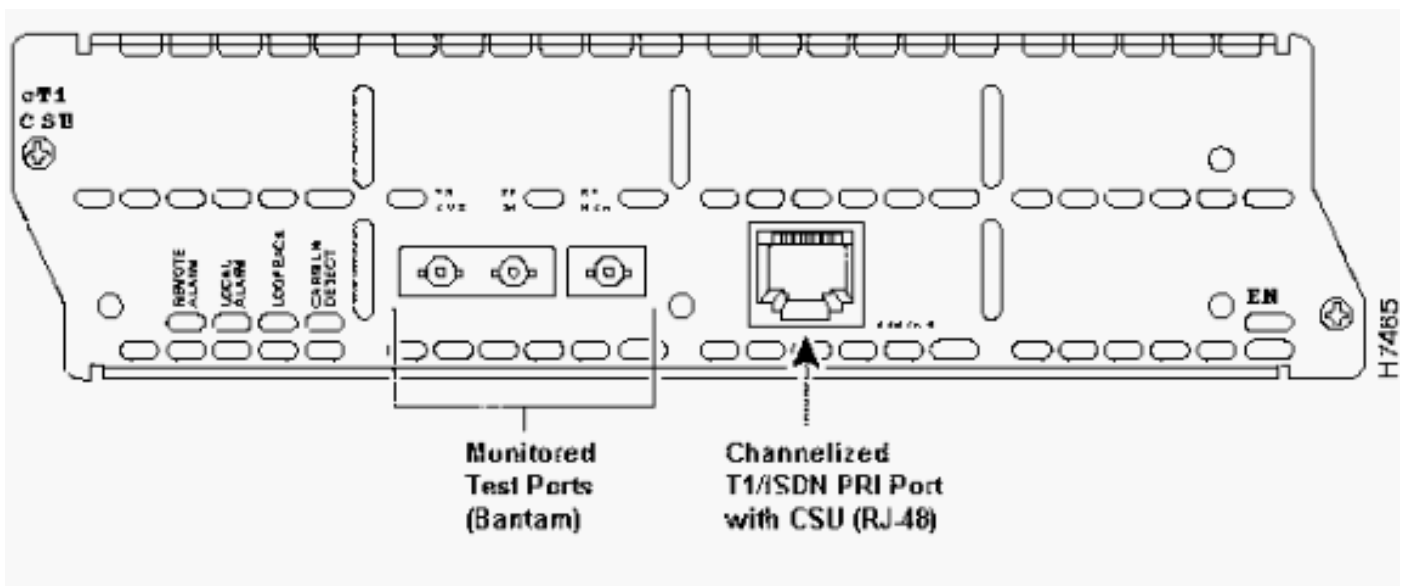 CT1
CSU
REMOTE
ALARM
LOCAL
ALARM
LOOPBACK
CARRIER
DETECT
EN
H7465
Monitored
Test Ports
(Bantam)
Channelized
T1/ISDN PRI Port
with CSU (RJ-48)